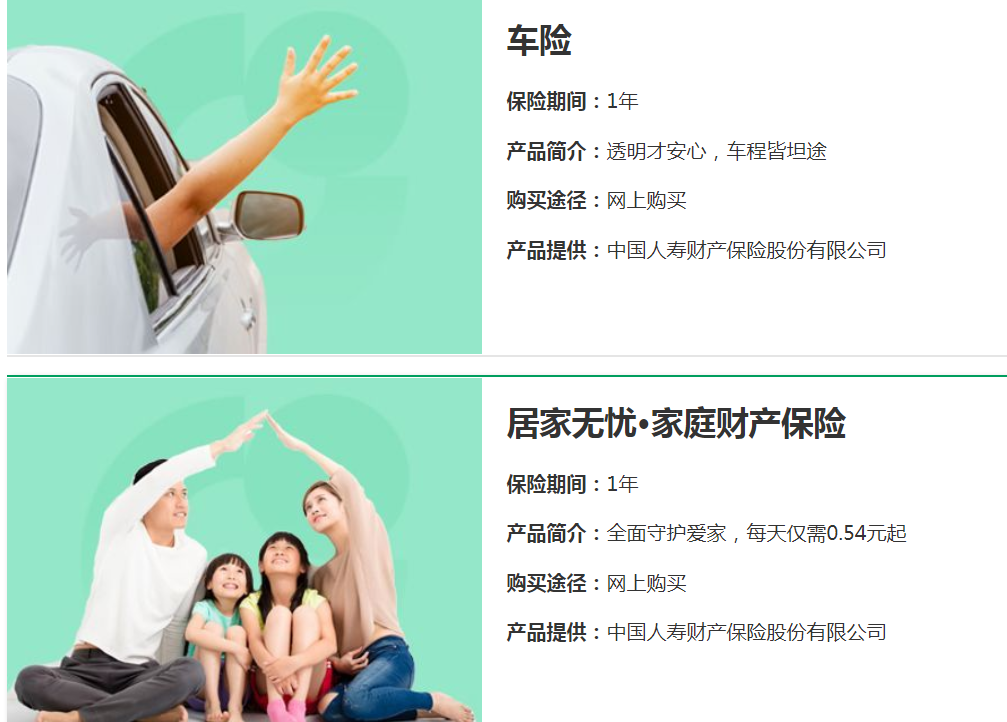 车险
保险期间：1年
产品简介：透明才安心，车程皆坦途
购买途径：网上购买
产品提供：中国人寿财产保险股份有限公司
居家无忧•家庭财产保险
保险期间：1年
产品简介：全面守护爱家，每天仅需0.54元起
购买途径：网上购买
产品提供：中国人寿财产保险股份有限公司